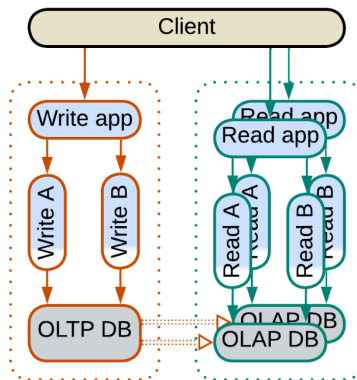 Client
Write app
Read app
Read app
Write A
Write B
Read A
Read A
Read B
Read B
OLTP DB
OLAP DB
OLAP DB